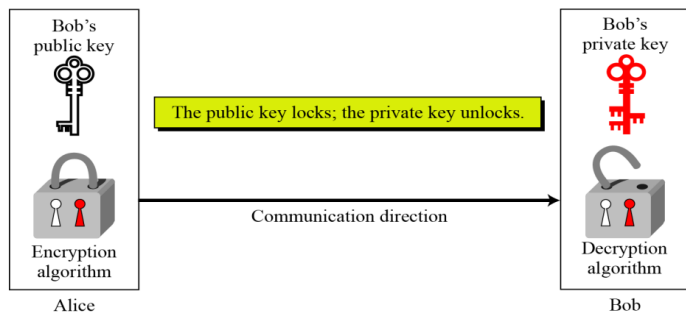 Bob's
public key
Bob's
private key
The public key locks; the private key unlocks.
Communication direction
Encryption
algorithm
Decryption
algorithm
Alice
Bob